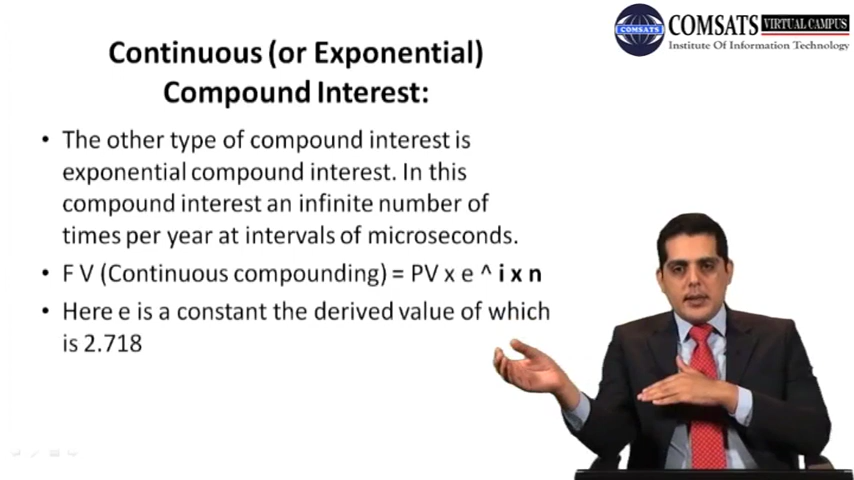 COMSATS
COMSATS VIRTUAL CAMPUS
Institute Of Information Technology
Continuous (or Exponential)
Compound Interest:
• The other type of compound interest is
exponential compound interest. In this
compound interest an infinite number of
times per year at intervals of microseconds.
• F V (Continuous compounding) = PV x e ^ i x n
• Here e is a constant the derived value of which
is 2.718